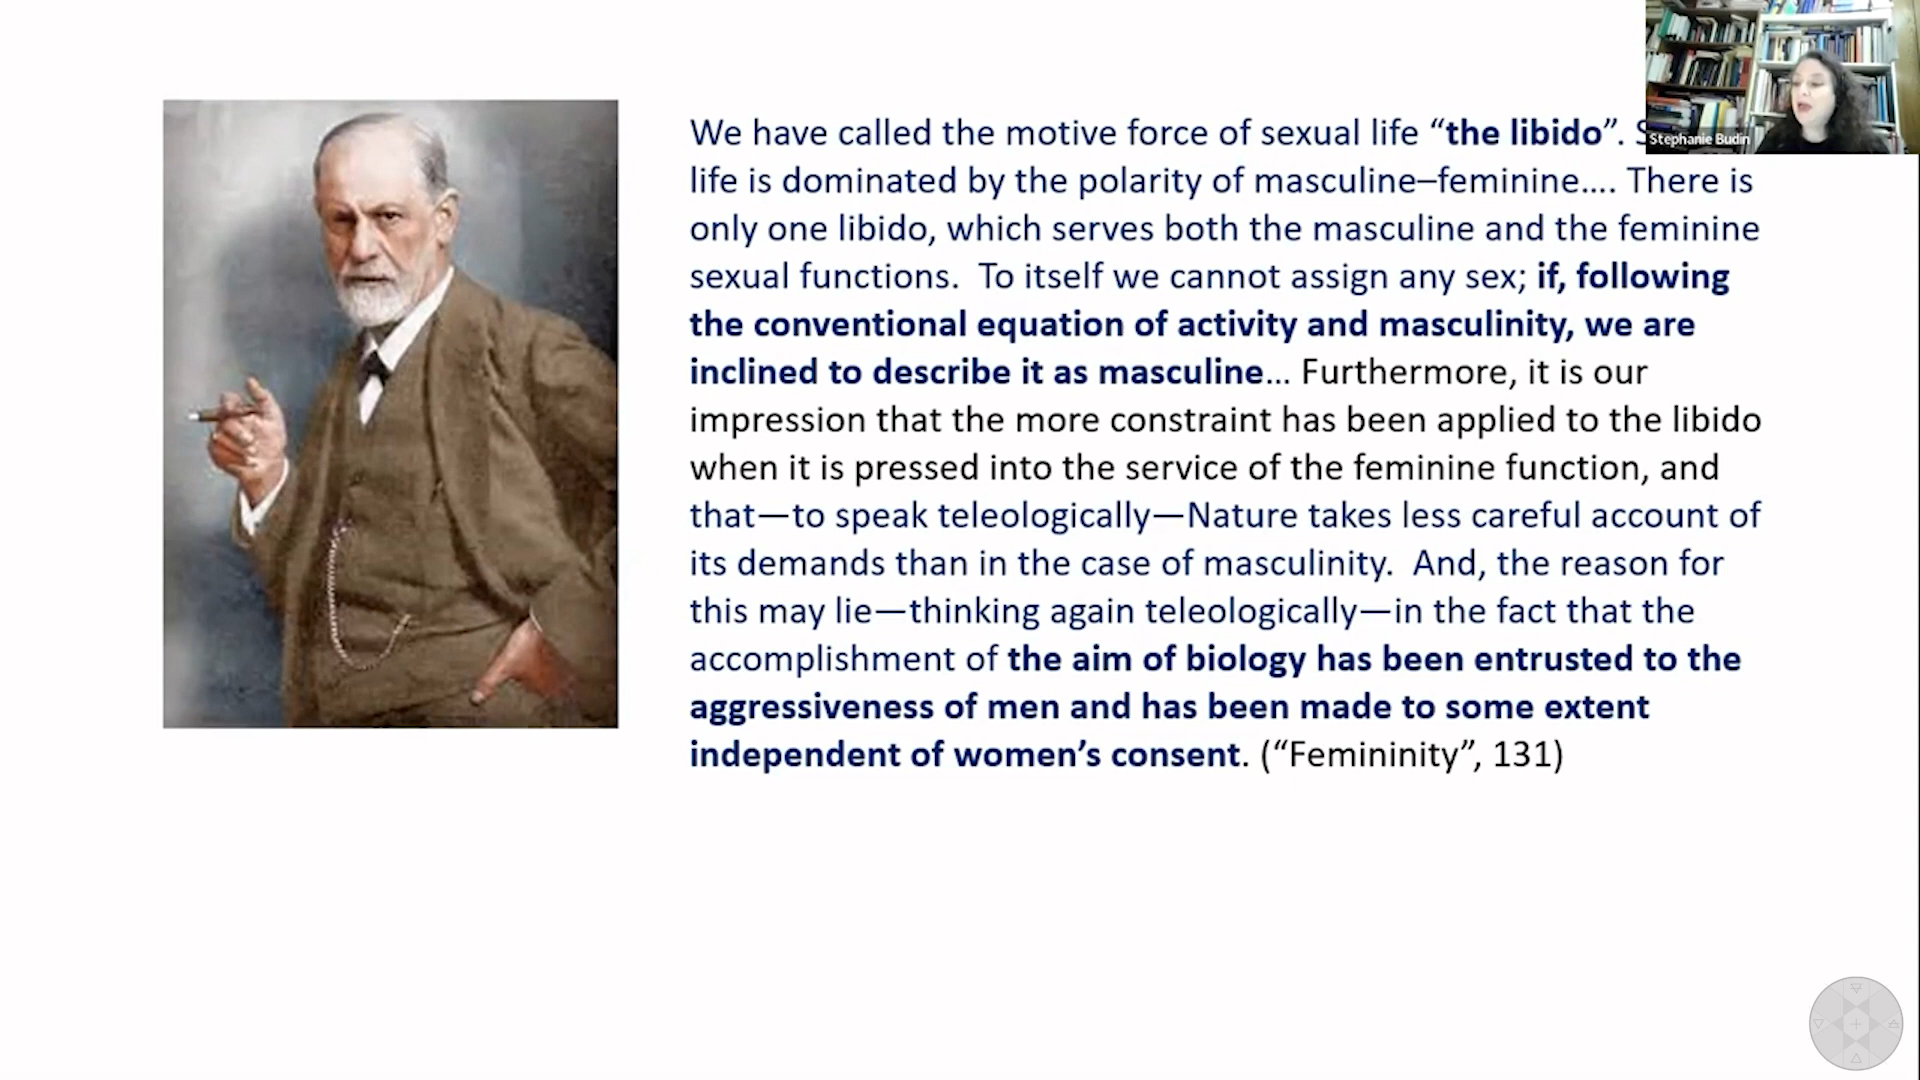 We have called the motive force of sexual life “the libido”.
life is dominated by the polarity of masculine–feminine…. There is
only one libido, which serves both the masculine and the feminine
sexual functions.  To itself we cannot assign any sex; if, following
the conventional equation of activity and masculinity, we are
inclined to describe it as masculine… Furthermore, it is our
impression that the more constraint has been applied to the libido
when it is pressed into the service of the feminine function, and
that—to speak teleologically—Nature takes less careful account of
its demands than in the case of masculinity.  And, the reason for
this may lie—thinking again teleologically—in the fact that the
accomplishment of the aim of biology has been entrusted to the
aggressiveness of men and has been made to some extent
independent of women’s consent. (“Femininity”, 131)
Stephanie Budin